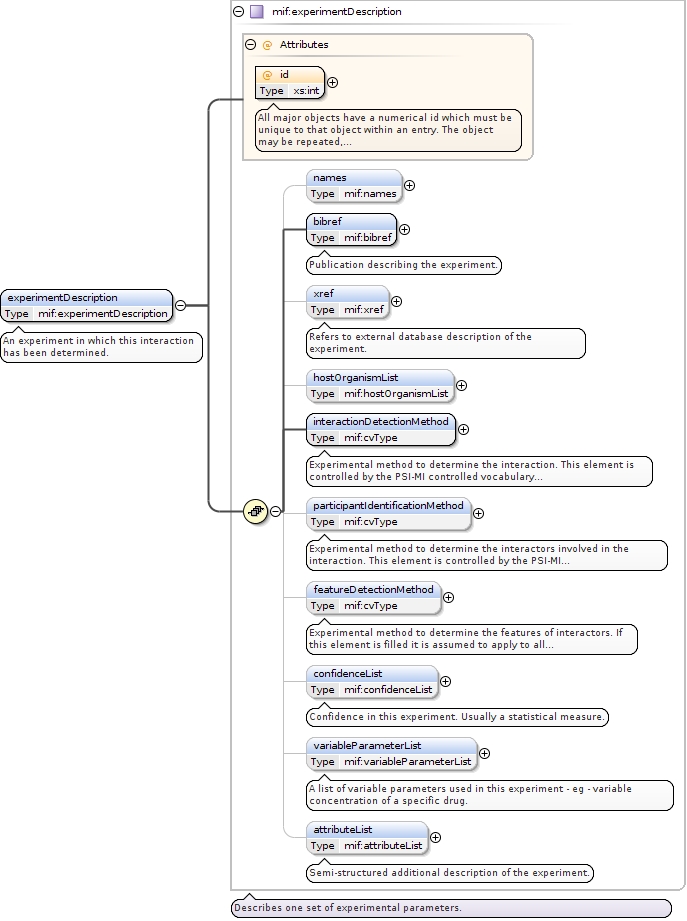 mif:experimentDescription
@ Attributes
@ id
Type xs:int
All major objects have a numerical id which must be
unique to that object within an entry. The object
may be repeated,...
names
Type mif:names
bibref
Type mif:bibref
Publication describing the experiment.
experimentDescription
Type mif:experimentDescription
An experiment in which this interaction
has been determined.
xref
Type mif:xref
Refers to external database description of the
experiment.
hostOrganismList
Type mif:hostOrganismList
interactionDetectionMethod
Type mif:cvType
Experimental method to determine the interaction. This element is
controlled by the PSI-MI controlled vocabulary...
participantIdentificationMethod
Type mif:cvType
Experimental method to determine the interactors involved in the
interaction. This element is controlled by the PSI-MI...
featureDetectionMethod
Type mif:cvType
Experimental method to determine the features of interactors. If
this element is filled it is assumed to apply to all...
confidenceList
Type mif:confidenceList
Confidence in this experiment. Usually a statistical measure.
variableParameterList
Type mif:variableParameterList
A list of variable parameters used in this experiment - eg - variable
concentration of a specific drug.
attributeList
Type mif:attributeList
Semi-structured additional description of the experiment.
Describes one set of experimental parameters.